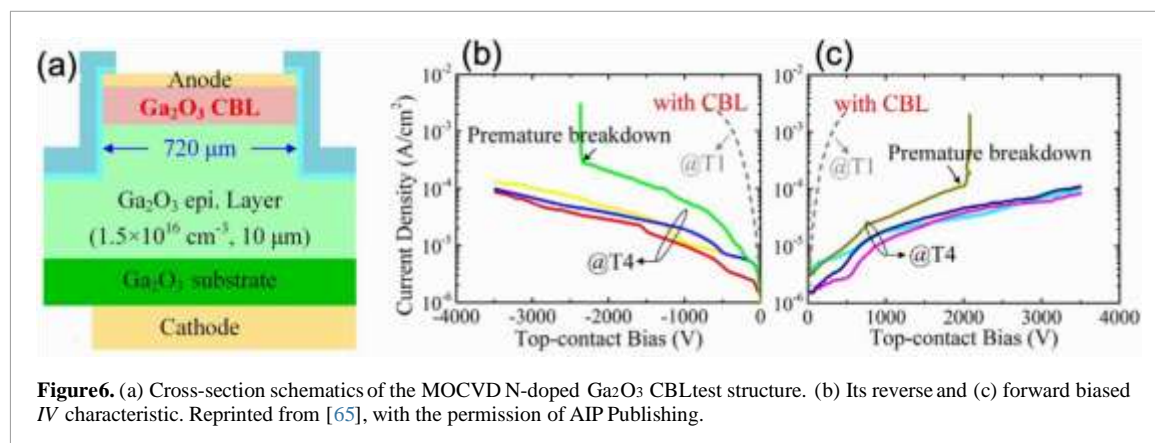 (a)
Anode
Ga₂O₃ CBL
720 μm
Ga₂O₃ epi. Layer
(1.5×10¹⁶ cm⁻³, 10 μm)
Ga₂O₃ substrate
Cathode
(b)
Current Density (A/cm²)
10⁻²
10⁻³
10⁻⁴
10⁻⁵
10⁻⁶
with CBL
@T1
Premature breakdown
@T4
-4000 -3000 -2000 -1000 0
Top-contact Bias (V)
(c)
10⁻²
10⁻³
10⁻⁴
10⁻⁵
10⁻⁶
with CBL
@T1
Premature breakdown
@T4
0 1000 2000 3000 4000
Top-contact Bias (V)
Figure6. (a) Cross-section schematics of the MOCVD N-doped Ga2O3 CBLtest structure. (b) Its reverse and (c) forward biased
IV characteristic. Reprinted from [65], with the permission of AIP Publishing.